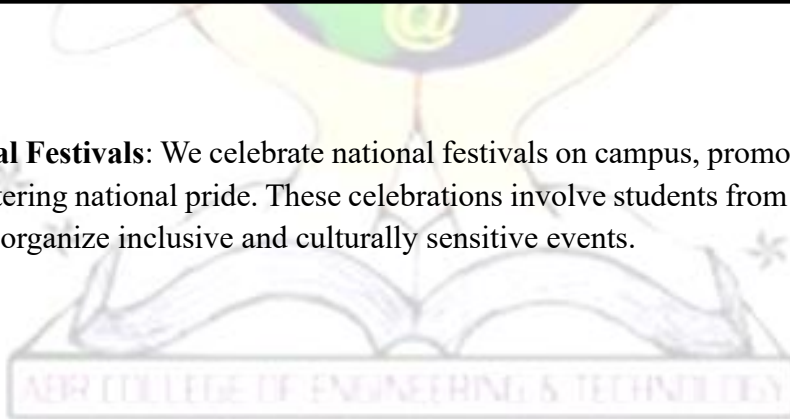 @
al Festivals: We celebrate national festivals on campus, promo
tering national pride. These celebrations involve students from
organize inclusive and culturally sensitive events.
COLLEGE OF ENGINEERING & TECHNOLOGY